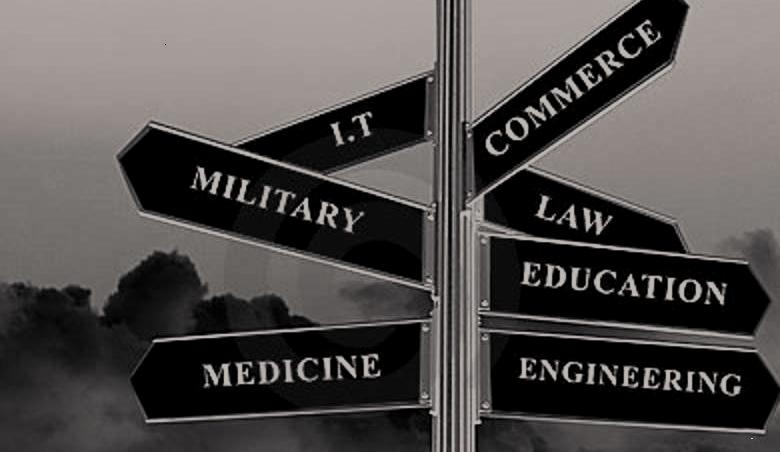 COMMERCE
I.T
MILITARY
LAW
EDUCATION
MEDICINE
ENGINEERING